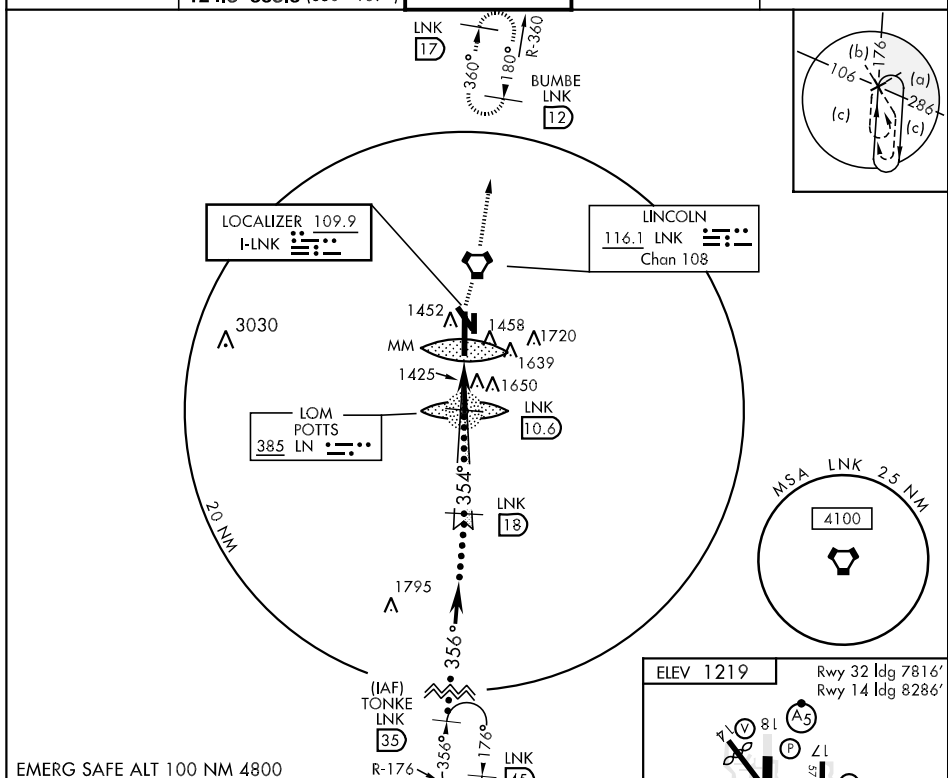 LNK
17
360°
180°
R-360
BUMBE
LNK
12
(b)
176
106
(a)
286
(c)
(c)
LOCALIZER 109.9
I-LNK
LINCOLN
116.1 LNK
Chan 108
3030
1452
1458
1720
MM
1639
1425
1650
LOM
POTTS
385 LN
LNK
10.6
354°
LNK
18
20 NM
MSA LNK 25 NM
4100
1795
356°
(IAF)
TONKE
LNK
35
356°
176°
R-176
LNK
EMERG SAFE ALT 100 NM 4800
ELEV 1219
Rwy 32 ldg 7816'
Rwy 14 ldg 8286'
14
V
18
A5
P
17